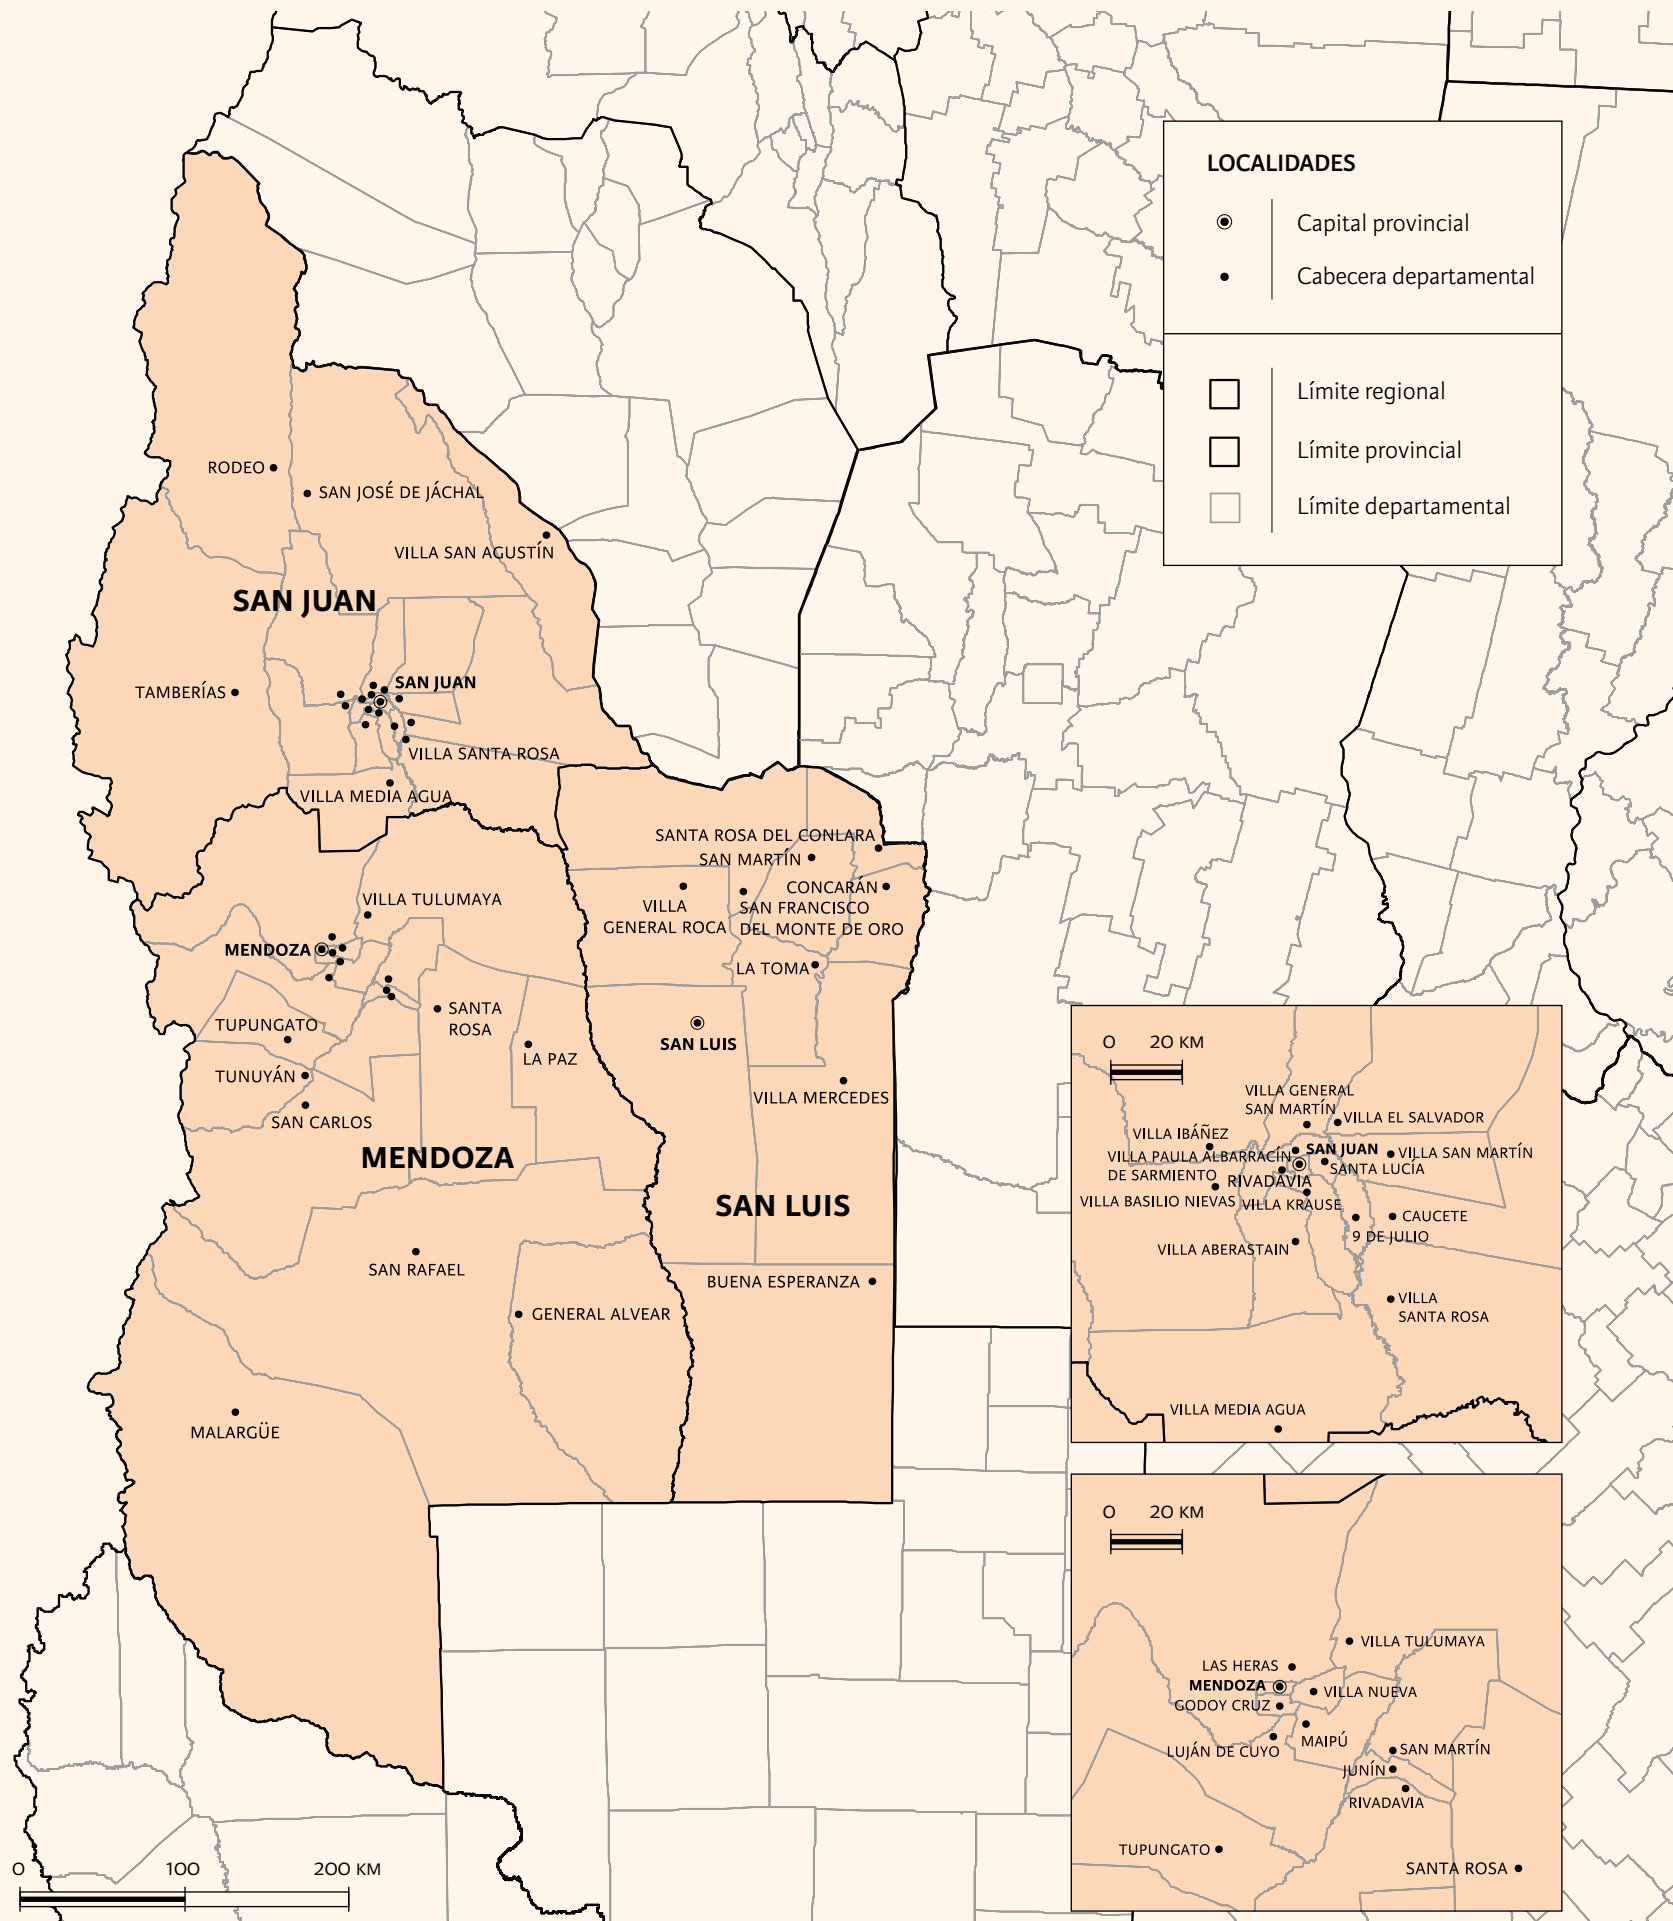 LOCALIDADES
Capital provincial
Cabecera departamental
Límite regional
Límite provincial
Límite departamental
RODEO
SAN JOSÉ DE JÁCHAL
VILLA SAN AGUSTÍN
SAN JUAN
SAN JUAN
TAMBERÍAS
VILLA SANTA ROSA
VILLA MEDIA AGUA
SANTA ROSA DEL CONLARA
SAN MARTÍN
CONCARÁN
VILLA
GENERAL ROCA
SAN FRANCISCO
DEL MONTE DE ORO
LA TOMA
VILLA TULUMAYA
MENDOZA
SANTA
ROSA
TUPUNGATO
LA PAZ
TUNUYÁN
SAN CARLOS
SAN LUIS
VILLA MERCEDES
MENDOZA
SAN LUIS
SAN RAFAEL
BUENA ESPERANZA
GENERAL ALVEAR
MALARGÜE
0 100 200 KM
0 20 KM
VILLA GENERAL
SAN MARTÍN
VILLA EL SALVADOR
VILLA IBÁÑEZ
SAN JUAN
VILLA SAN MARTÍN
VILLA PAULA ALBARRACÍN
DE SARMIENTO
SANTA LUCÍA
RIVADAVIA
VILLA BASILIO NIEVAS
VILLA KRAUSE
CAUCETE
9 DE JULIO
VILLA ABERASTAIN
VILLA
SANTA ROSA
VILLA MEDIA AGUA
0 20 KM
VILLA TULUMAYA
LAS HERAS
MENDOZA
VILLA NUEVA
GODOY CRUZ
MAIPÚ
LUJÁN DE CUYO
SAN MARTÍN
JUNÍN
RIVADAVIA
TUPUNGATO
SANTA ROSA